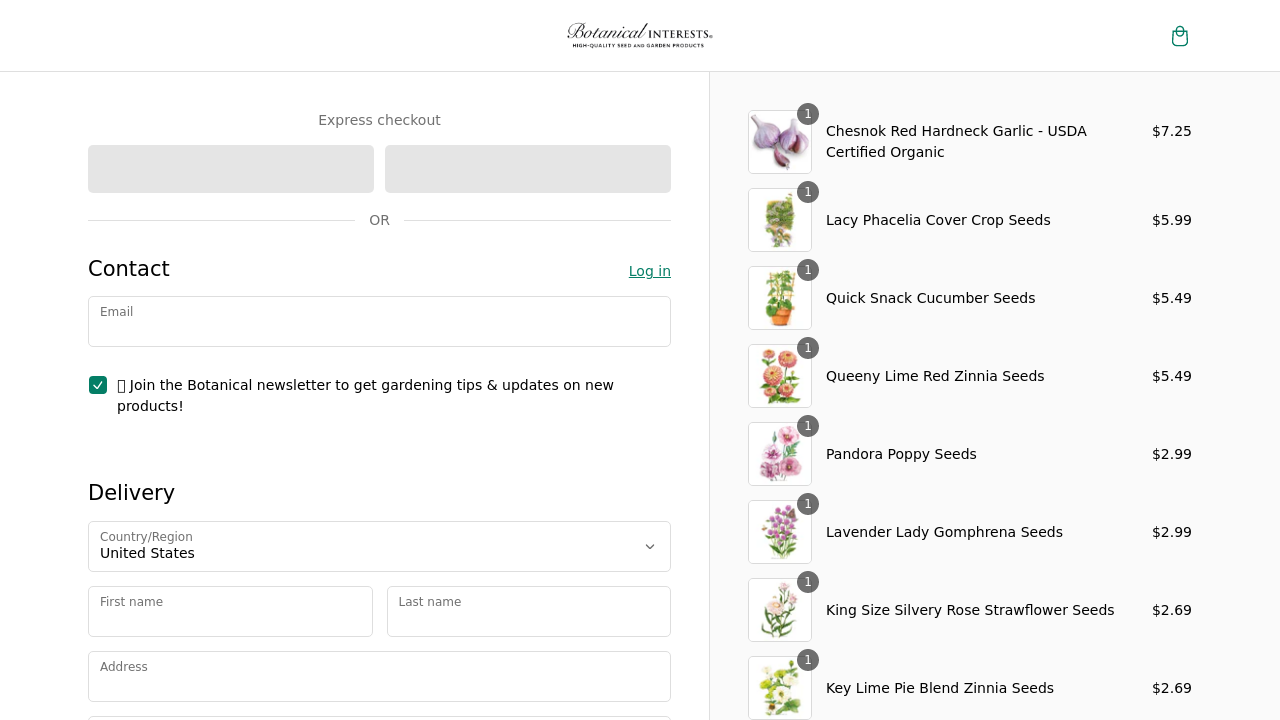 Botanical INTERESTS®
HIGH-QUALITY SEED AND GARDEN PRODUCTS
Express checkout
OR
Contact
Log in
Email
Join the Botanical newsletter to get gardening tips & updates on new
products!
Delivery
Country/Region
United States
First name
Last name
Address
1
Chesnok Red Hardneck Garlic - USDA
Certified Organic
$7.25
1
Lacy Phacelia Cover Crop Seeds
$5.99
1
Quick Snack Cucumber Seeds
$5.49
1
Queeny Lime Red Zinnia Seeds
$5.49
1
Pandora Poppy Seeds
$2.99
1
Lavender Lady Gomphrena Seeds
$2.99
1
King Size Silvery Rose Strawflower Seeds
$2.69
1
Key Lime Pie Blend Zinnia Seeds
$2.69